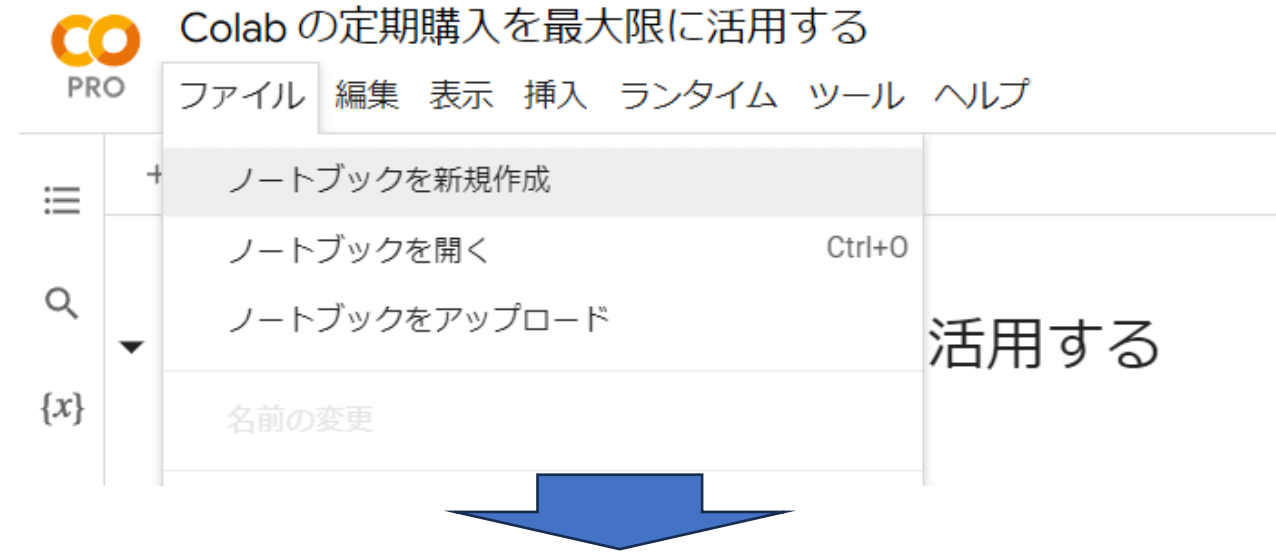 Colab の定期購入を最大限に活用する
PRO
ファイル 編集 表示 挿入 ランタイム ツール ヘルプ
+
ノートブックを新規作成
ノートブックを開く Ctrl+O
ノートブックをアップロード
活用する
{x}
名前の変更